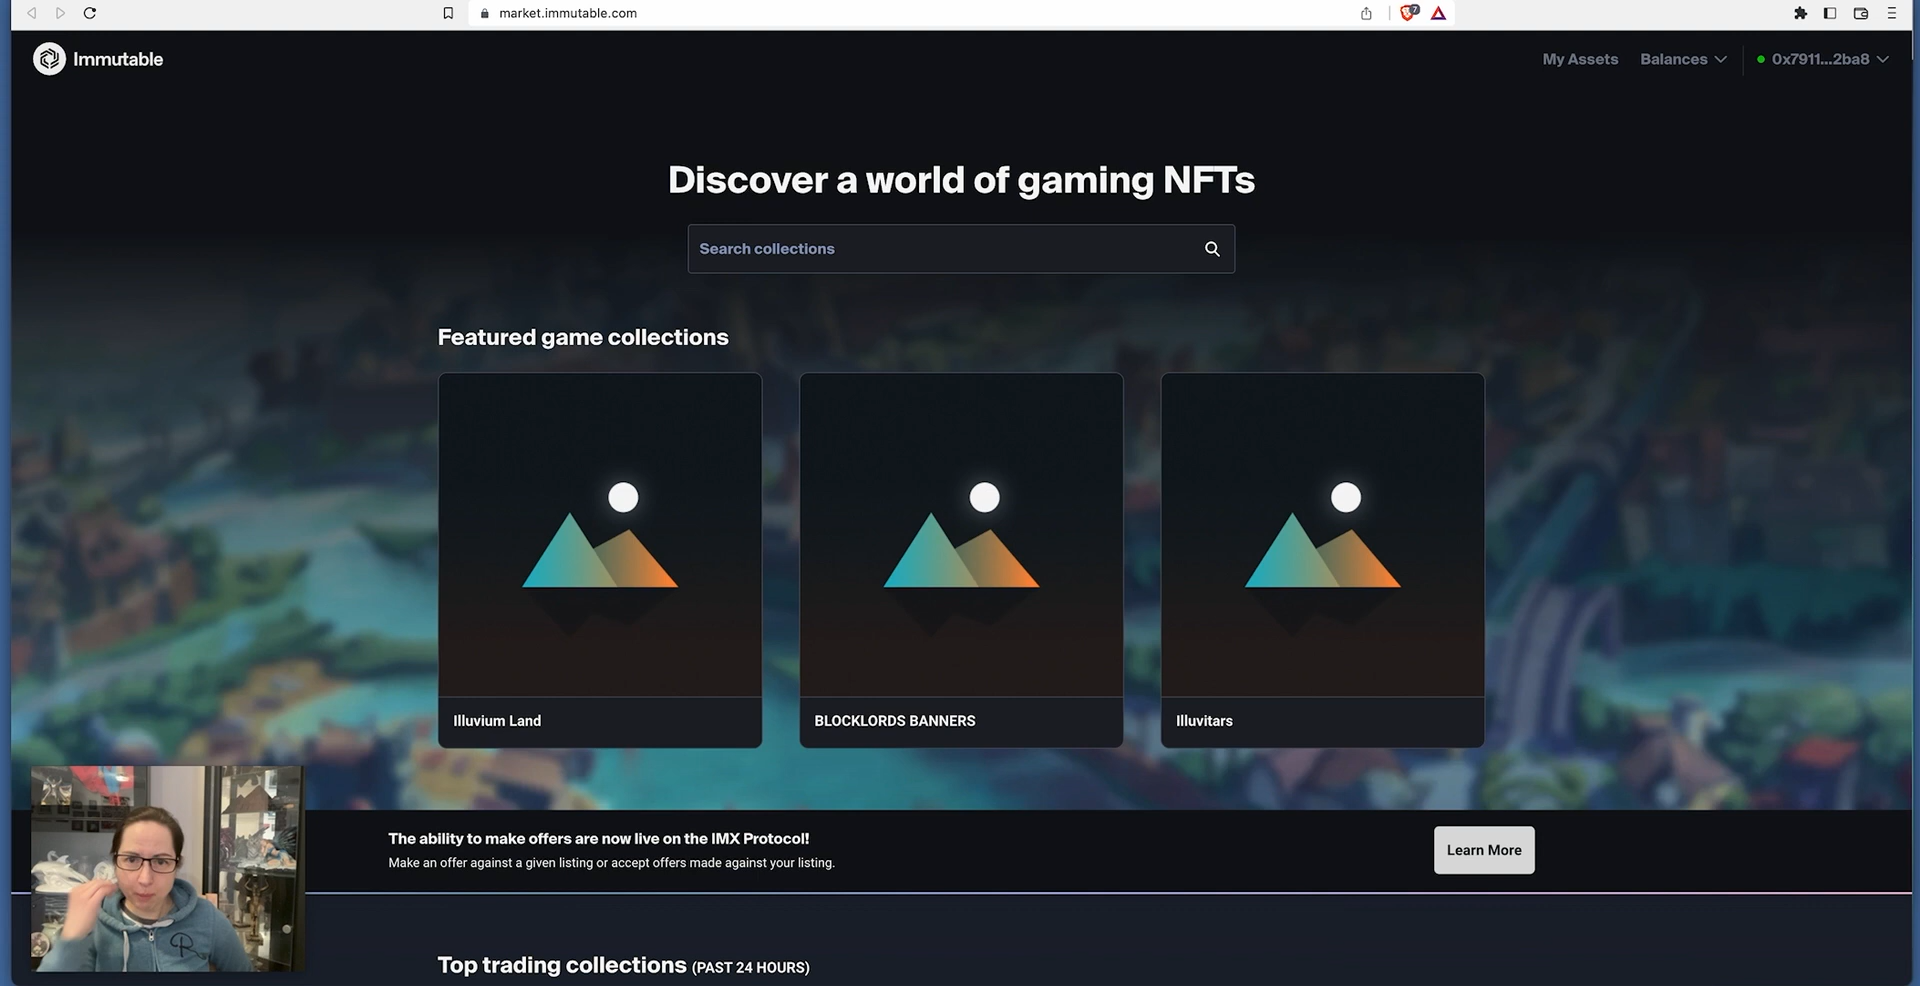 market.immutable.com
7
Immutable
My Assets
Balances
0x7911...2ba8
Discover a world of gaming NFTs
Search collections
Featured game collections
Illuvium Land
BLOCKLORDS BANNERS
Illuvitars
The ability to make offers are now live on the IMX Protocol!
Make an offer against a given listing or accept offers made against your listing.
Learn More
R
Top trading collections (PAST 24 HOURS)